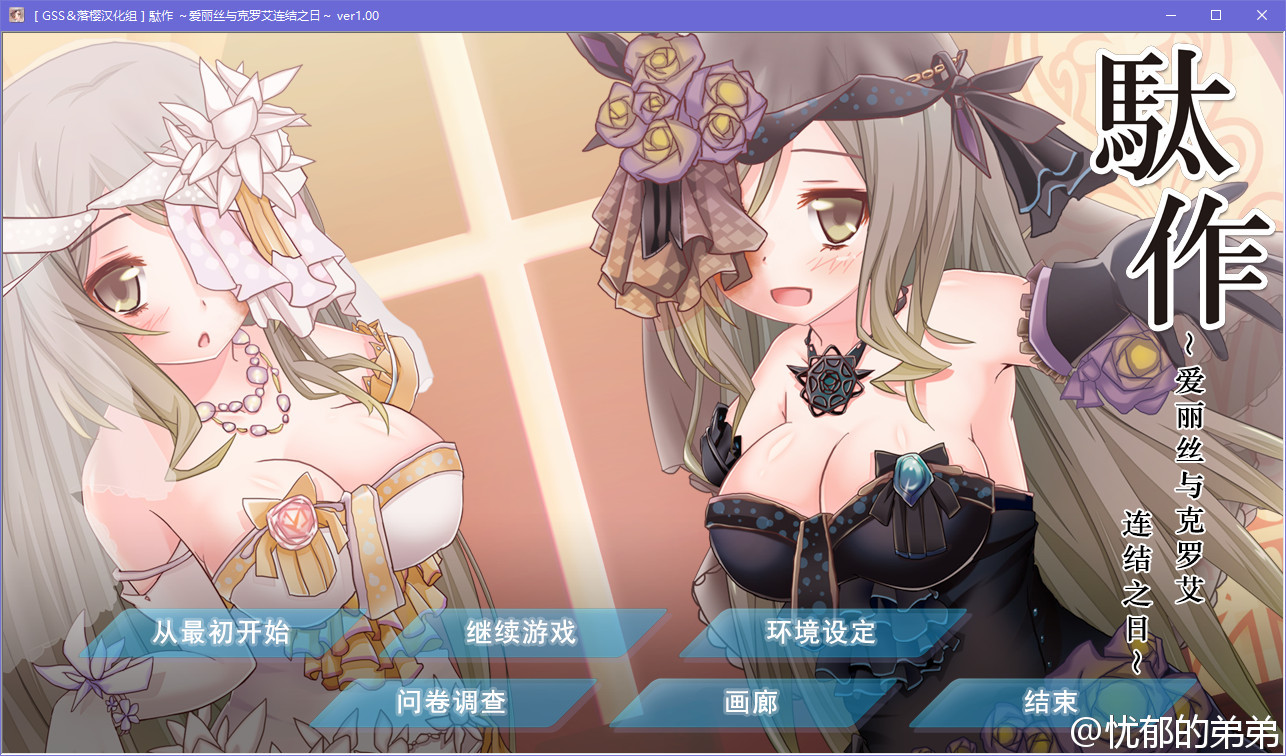 [ GSS＆落樱汉化组 ] 駄作 ～爱丽丝与克罗艾连结之日～ ver1.00
駄作
～爱丽丝与克罗艾
连结之日～
从最初开始
继续游戏
环境设定
问卷调查
画廊
结束
@忧郁的弟弟